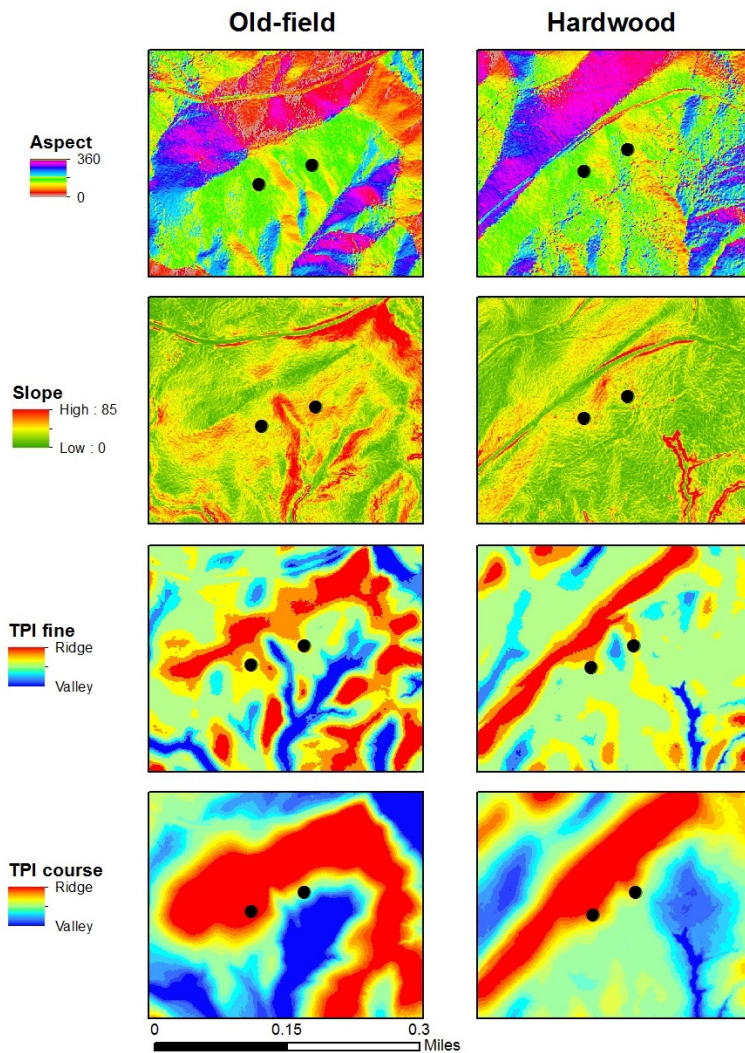 Old-field Hardwood
Aspect
360
0
Slope
High : 85
Low : 0
TPI fine
Ridge
Valley
TPI course
Ridge
Valley
0 0.15 0.3
Miles